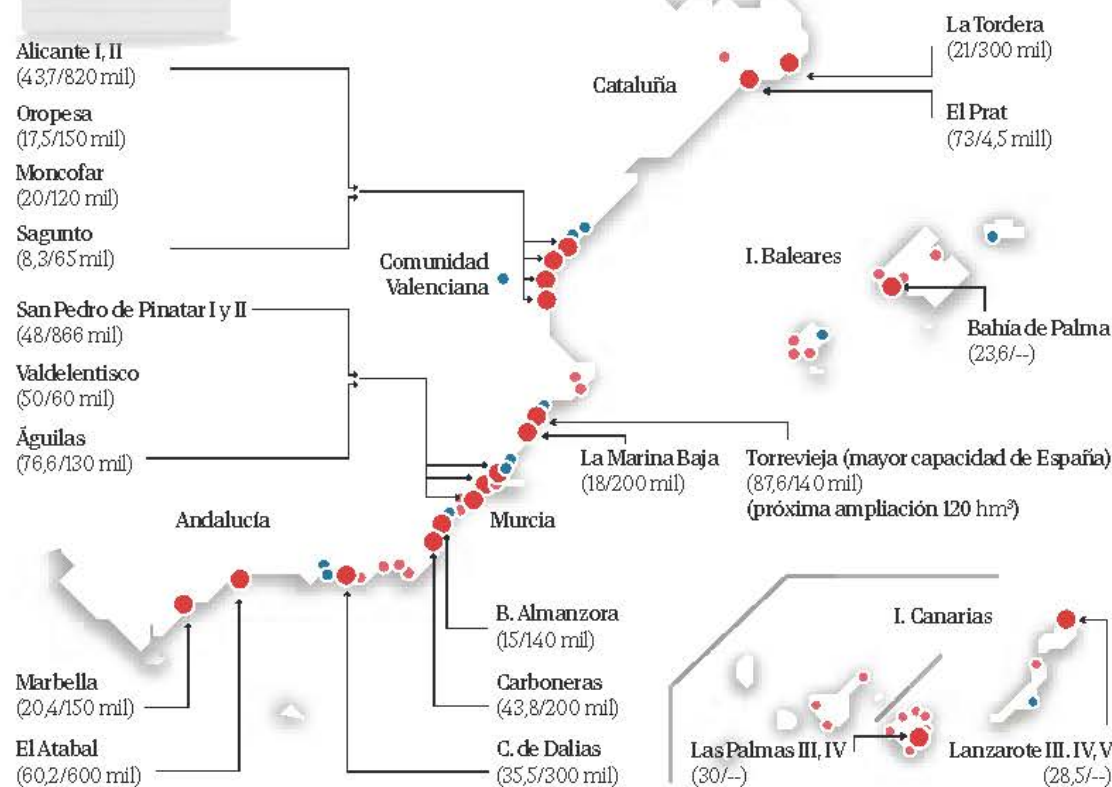 Alicante I, II
(43,7/820 mil)
Oropesa
(17,5/150 mil)
Moncofar
(20/120 mil)
Sagunto
(8,3/65 mil)
San Pedro de Pinatar I y II
(48/866 mil)
Valdelentisco
(50/60 mil)
Águilas
(76,6/130 mil)
Andalucía
Marbella
(20,4/150 mil)
El Atabal
(60,2/600 mil)
Cataluña
Comunidad
Valenciana
La Tordera
(21/300 mil)
El Prat
(73/4,5 mill)
I. Baleares
Bahía de Palma
(23,6/--)
La Marina Baja
(18/200 mil)
Torrevieja (mayor capacidad de España)
(87,6/140 mil)
(próxima ampliación 120 hm³)
Murcia
B. Almanzora
(15/140 mil)
Carboneras
(43,8/200 mil)
C. de Dalias
(35,5/300 mil)
I. Canarias
Las Palmas III, IV
(30/--)
Lanzarote III. IV, V
(28,5/--)